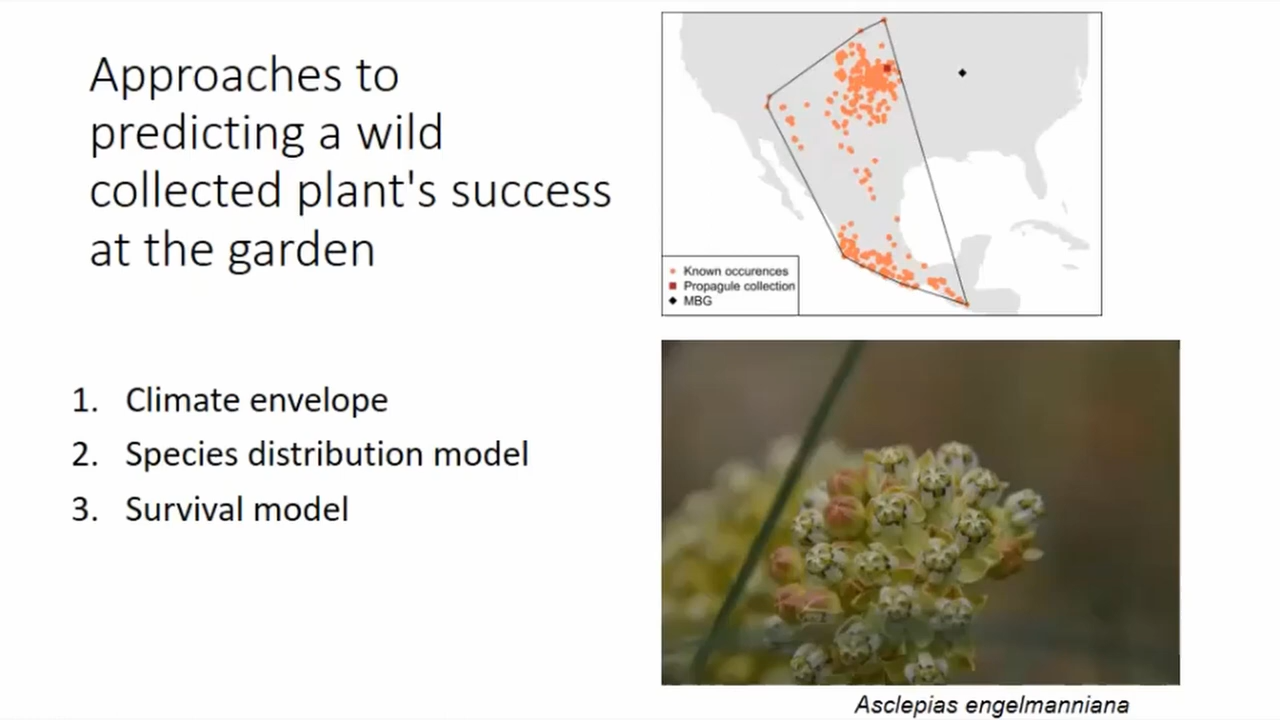 Approaches to
predicting a wild
collected plant's success
at the garden
1. Climate envelope
2. Species distribution model
3. Survival model
Known occurences
Propagule collection
MBG
Asclepias engelmanniana